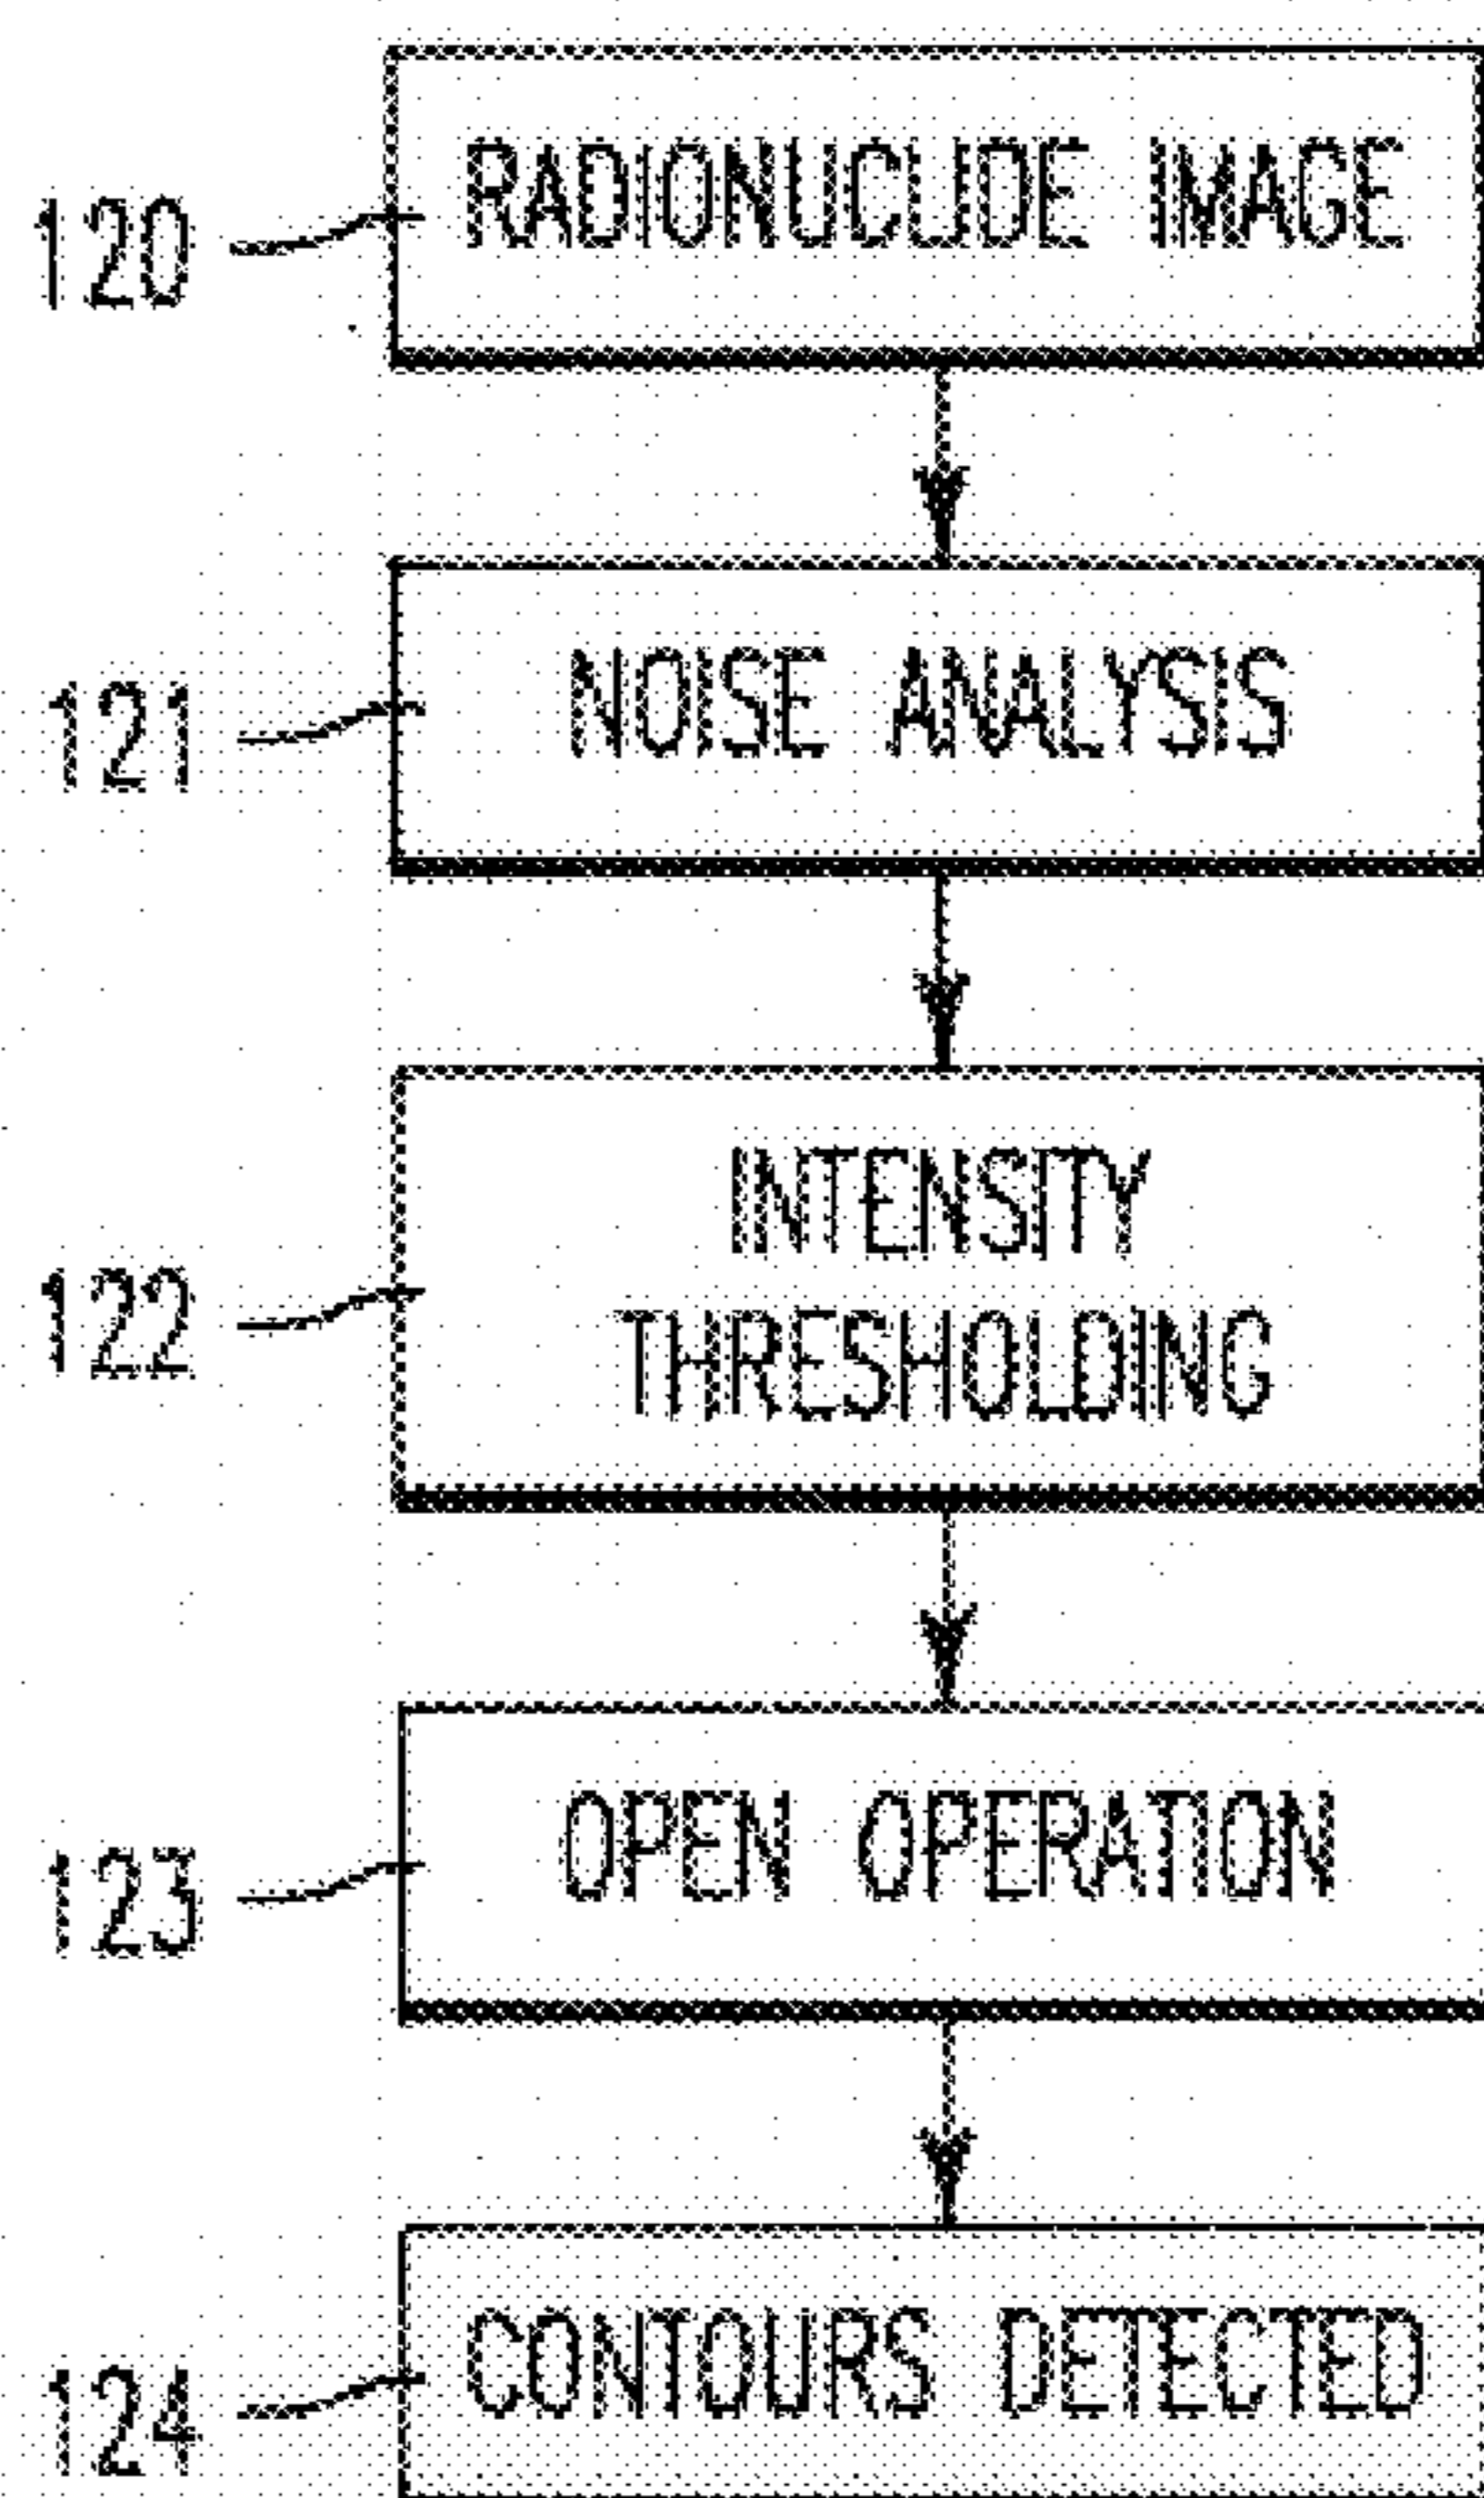 120
RADIONUCLIDE IMAGE
121
NOISE ANALYSIS
122
INTENSITY
THRESHOLDING
123
OPEN OPERATION
124
CONTOURS DETECTED